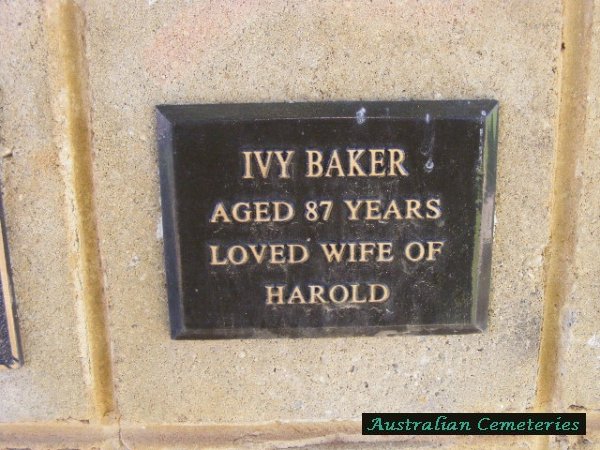 IVY BAKER
AGED 87 YEARS
LOVED WIFE OF
HAROLD
Australian Cemeteries